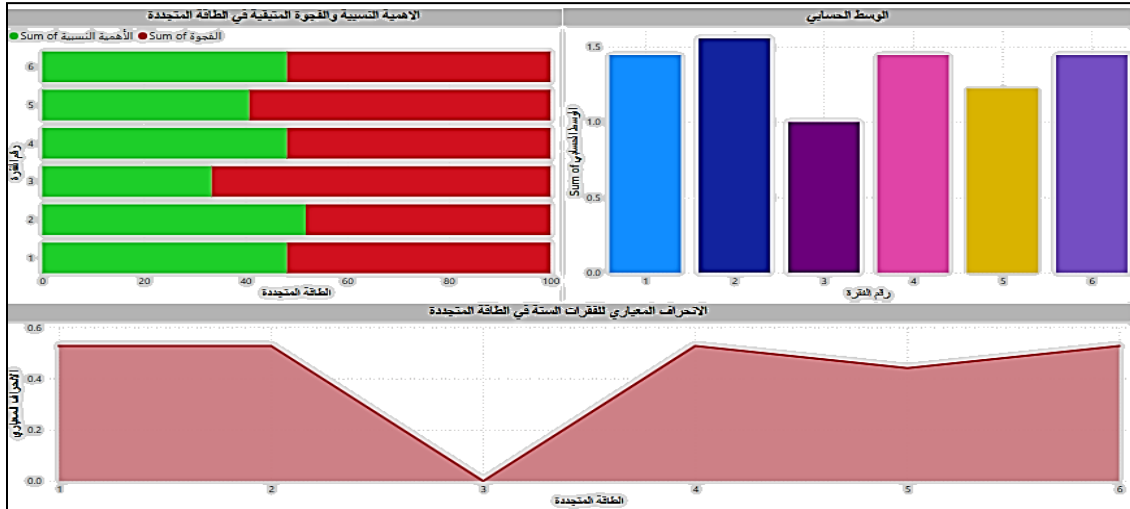 الاهمية النسبية والفجوة المتبقية في الطاقة المتجددة
Sum of الأهمية النسبية Sum of الفجوة
رقم الفقرة
6
5
4
3
2
1
0 20 40 60 80 100
الطاقة المتجددة
الوسط الحسابي
Sum of الوسط الحسابي
1.5
1.0
0.5
0.0
1 2 3 4 5 6
رقم الفقرة
الانحراف المعياري للفقرات الستة في الطاقة المتجددة
الانحراف المعياري
0.6
0.4
0.2
0.0
1 2 3 4 5 6
الطاقة المتجددة